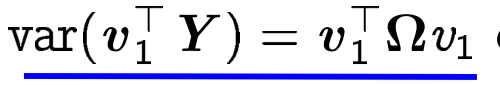 var(𝒗₁^⊤ 𝒀) = 𝒗₁^⊤𝛀v₁